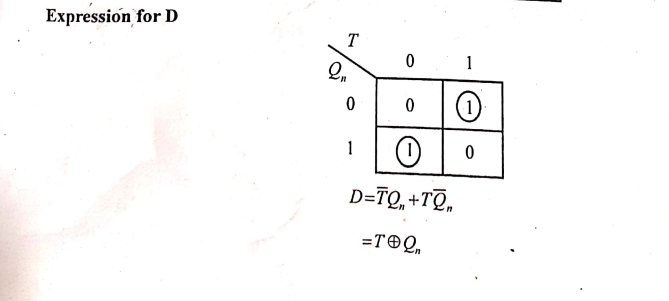 Expression for D
T
Qₙ 0 1
0 0 1
1 1 0
D=T̅Qₙ+TQ̅ₙ
=T⊕Qₙ